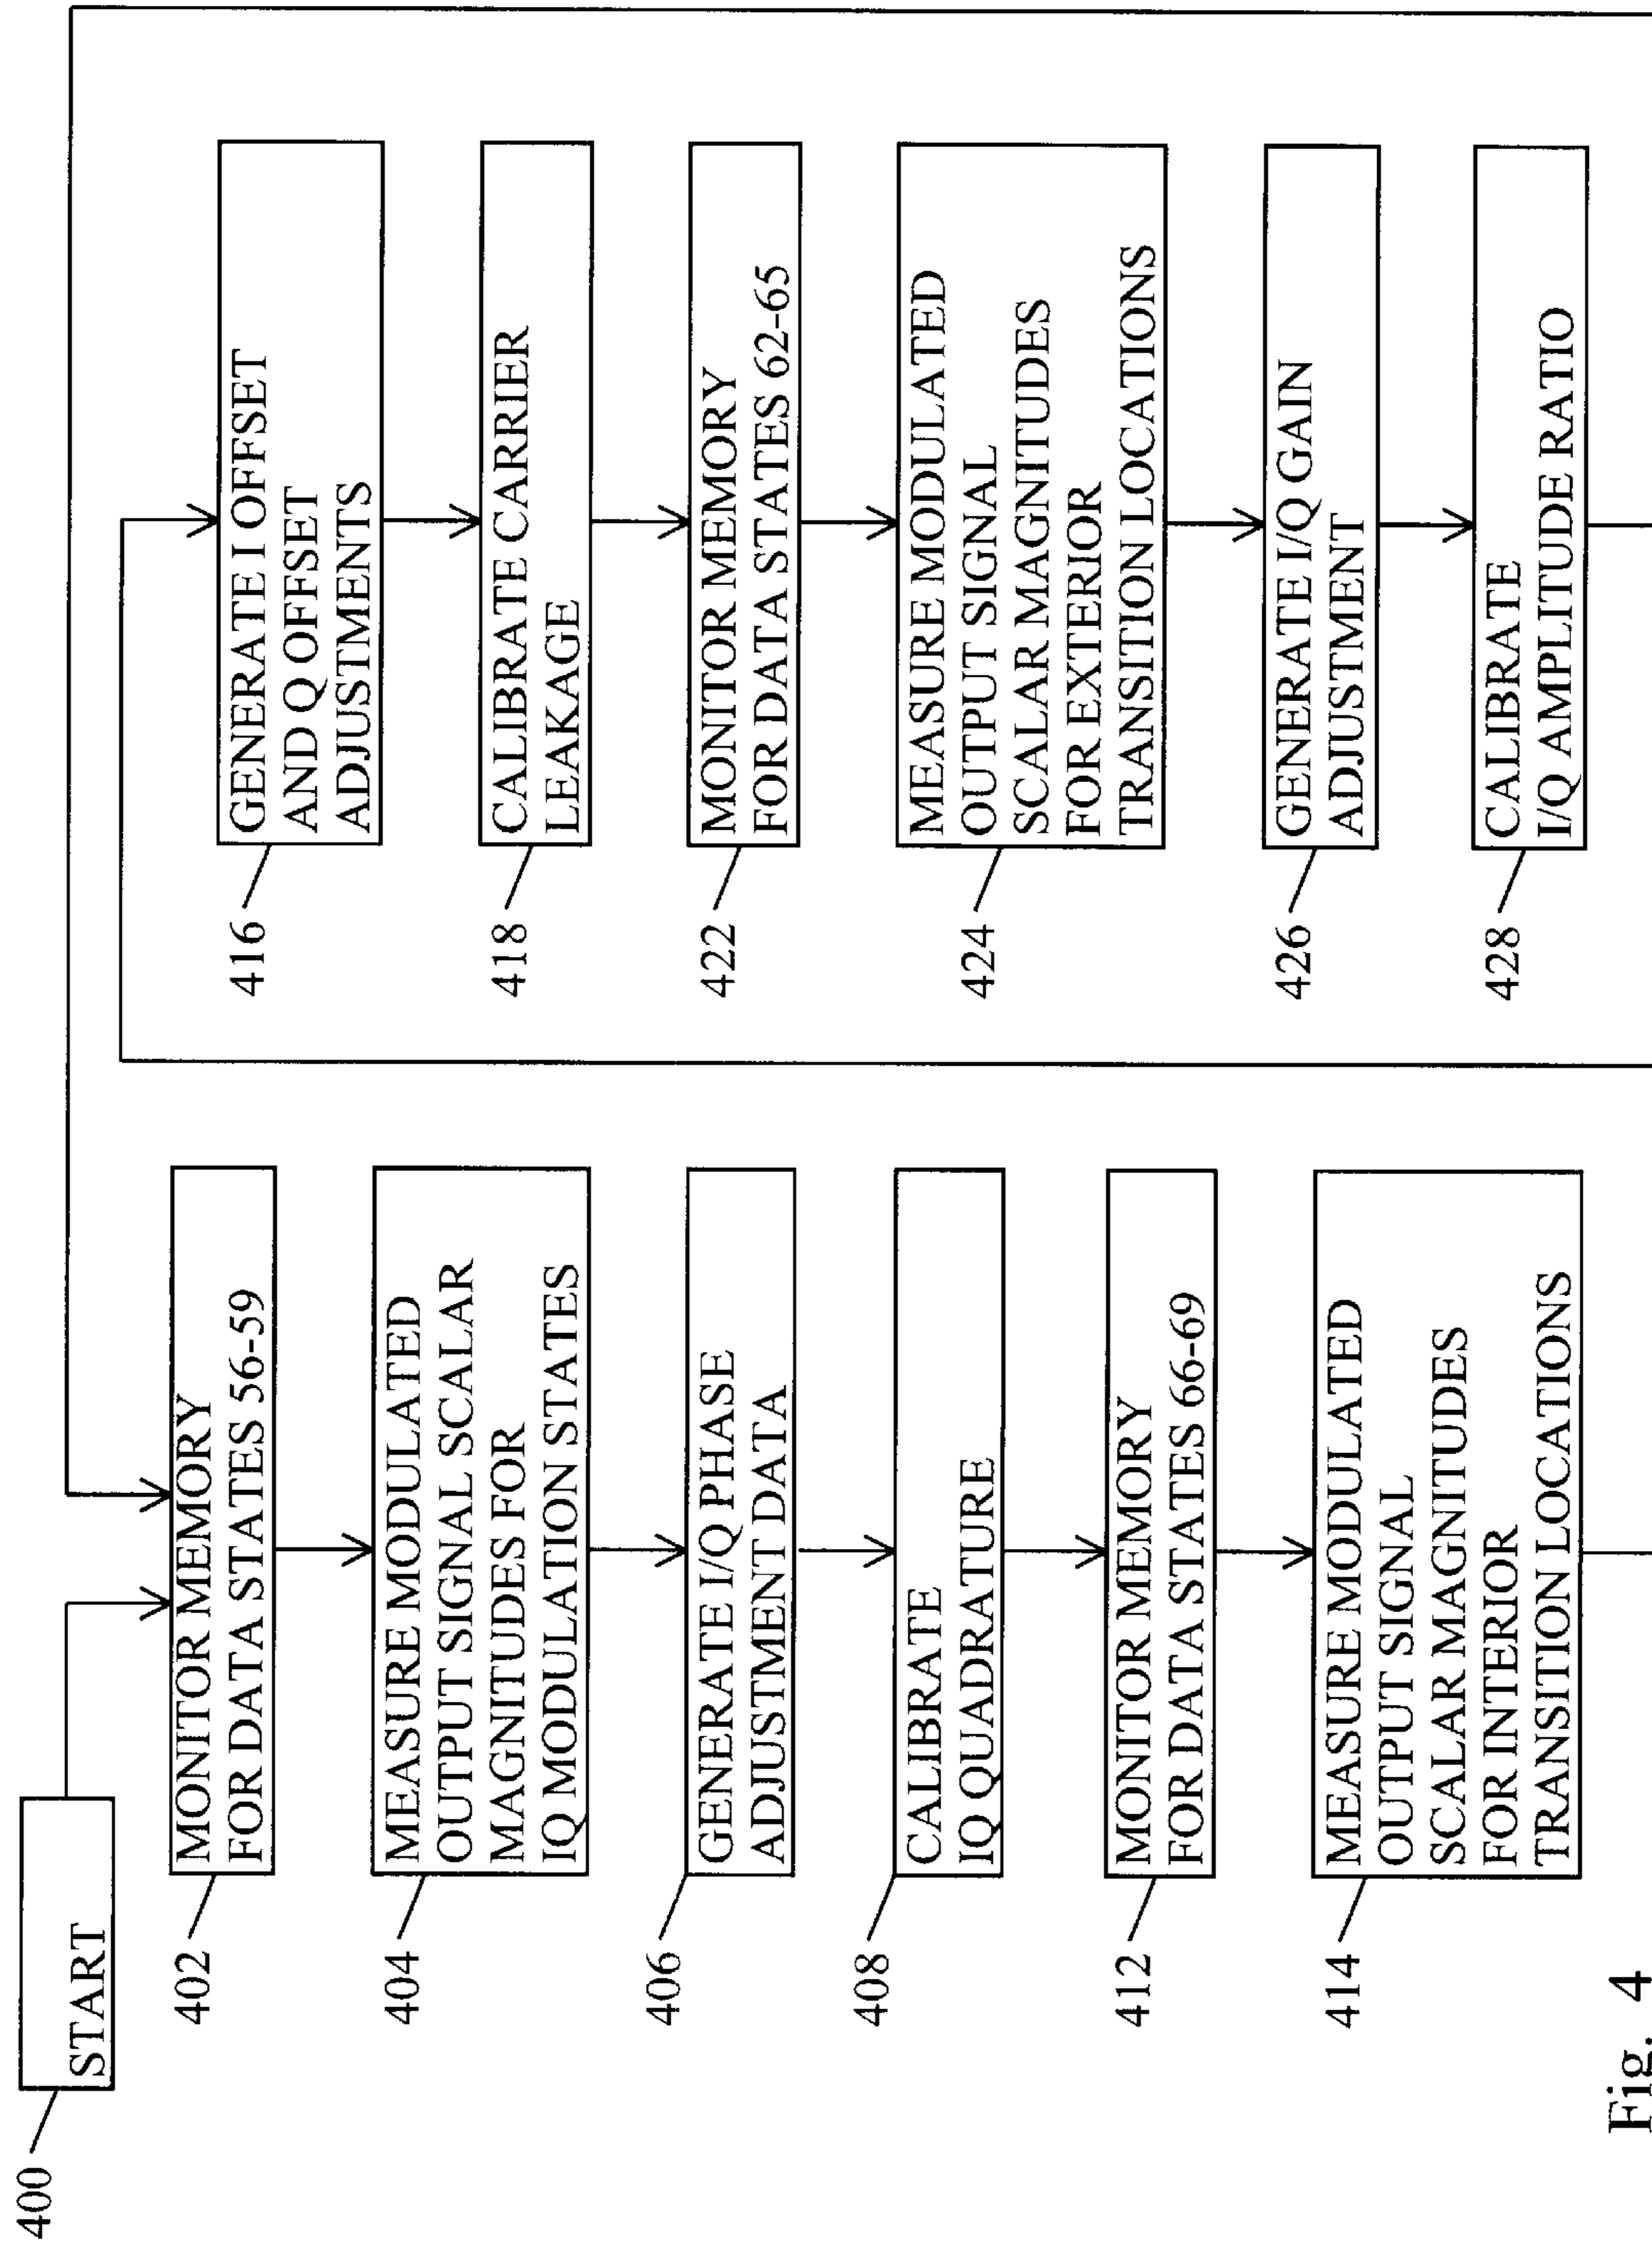 400
START
402
MONITOR MEMORY
FOR DATA STATES 56-59
404
MEASURE MODULATED
OUTPUT SIGNAL SCALAR
MAGNITUDES FOR
IQ MODULATION STATES
406
GENERATE I/Q PHASE
ADJUSTMENT DATA
408
CALIBRATE
IQ QUADRATURE
412
MONITOR MEMORY
FOR DATA STATES 66-69
414
MEASURE MODULATED
OUTPUT SIGNAL
SCALAR MAGNITUDES
FOR INTERIOR
TRANSITION LOCATIONS
416
GENERATE I OFFSET
AND Q OFFSET
ADJUSTMENTS
418
CALIBRATE CARRIER
LEAKAGE
422
MONITOR MEMORY
FOR DATA STATES 62-65
424
MEASURE MODULATED
OUTPUT SIGNAL
SCALAR MAGNITUDES
FOR EXTERIOR
TRANSITION LOCATIONS
426
GENERATE I/Q GAIN
ADJUSTMENT
428
CALIBRATE
I/Q AMPLITUDE RATIO
Fig. 4